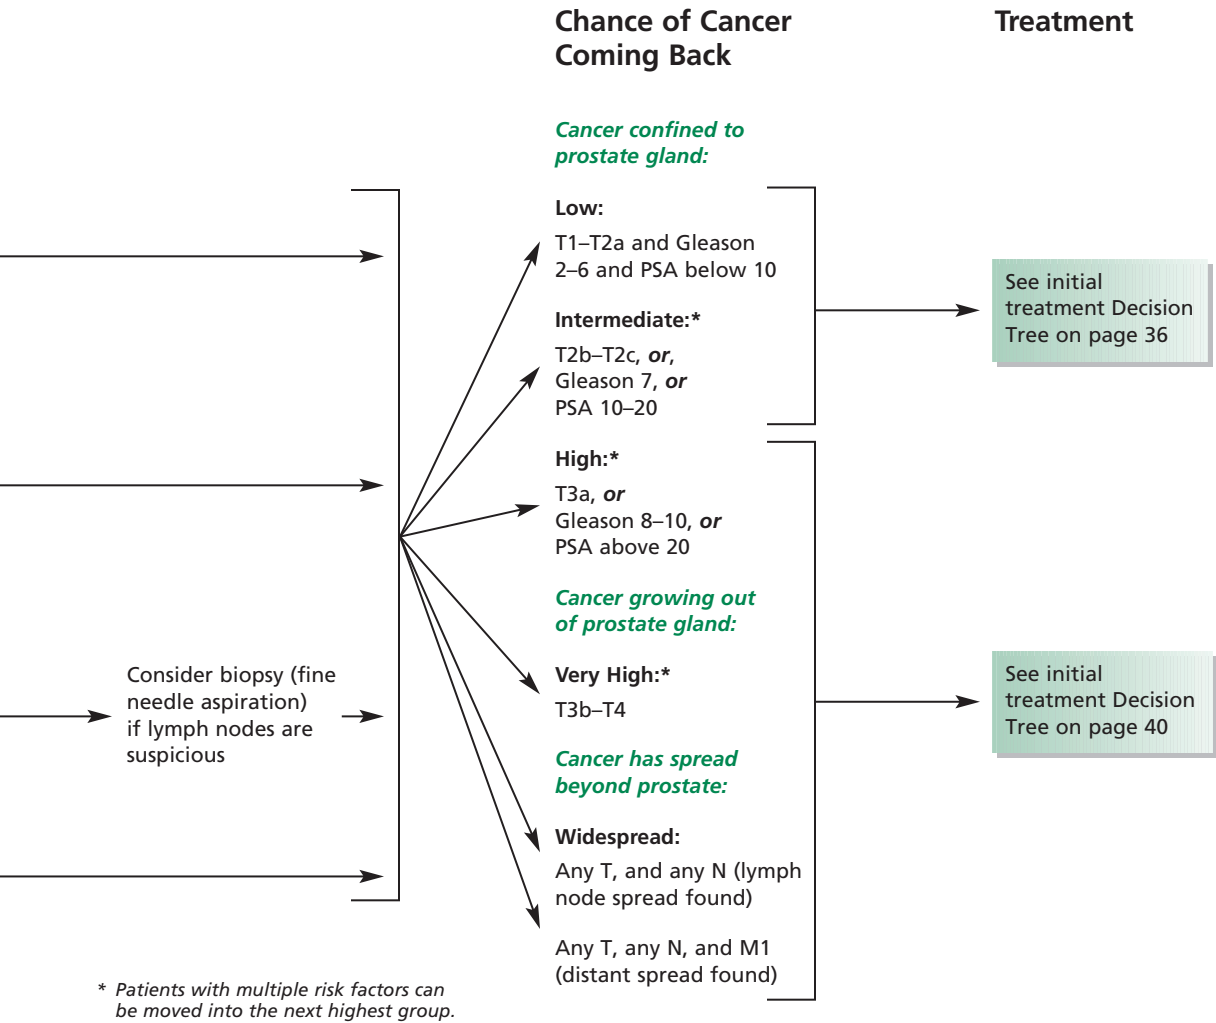 Chance of Cancer
Coming Back
Treatment
Cancer confined to
prostate gland:
Low:
T1–T2a and Gleason
2–6 and PSA below 10
Intermediate:*
T2b–T2c, or,
Gleason 7, or
PSA 10–20
High:*
T3a, or
Gleason 8–10, or
PSA above 20
Cancer growing out
of prostate gland:
Very High:*
T3b–T4
Cancer has spread
beyond prostate:
Widespread:
Any T, and any N (lymph
node spread found)
Any T, any N, and M1
(distant spread found)
See initial
treatment Decision
Tree on page 36
See initial
treatment Decision
Tree on page 40
Consider biopsy (fine
needle aspiration)
if lymph nodes are
suspicious
* Patients with multiple risk factors can
be moved into the next highest group.